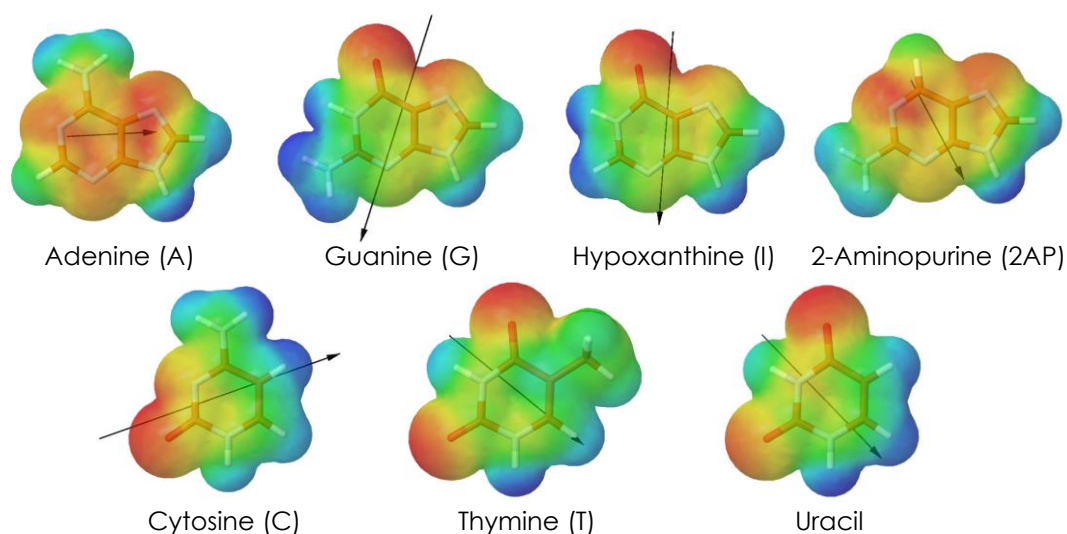 Adenine (A) Guanine (G) Hypoxanthine (I) 2-Aminopurine (2AP)
Cytosine (C) Thymine (T) Uracil